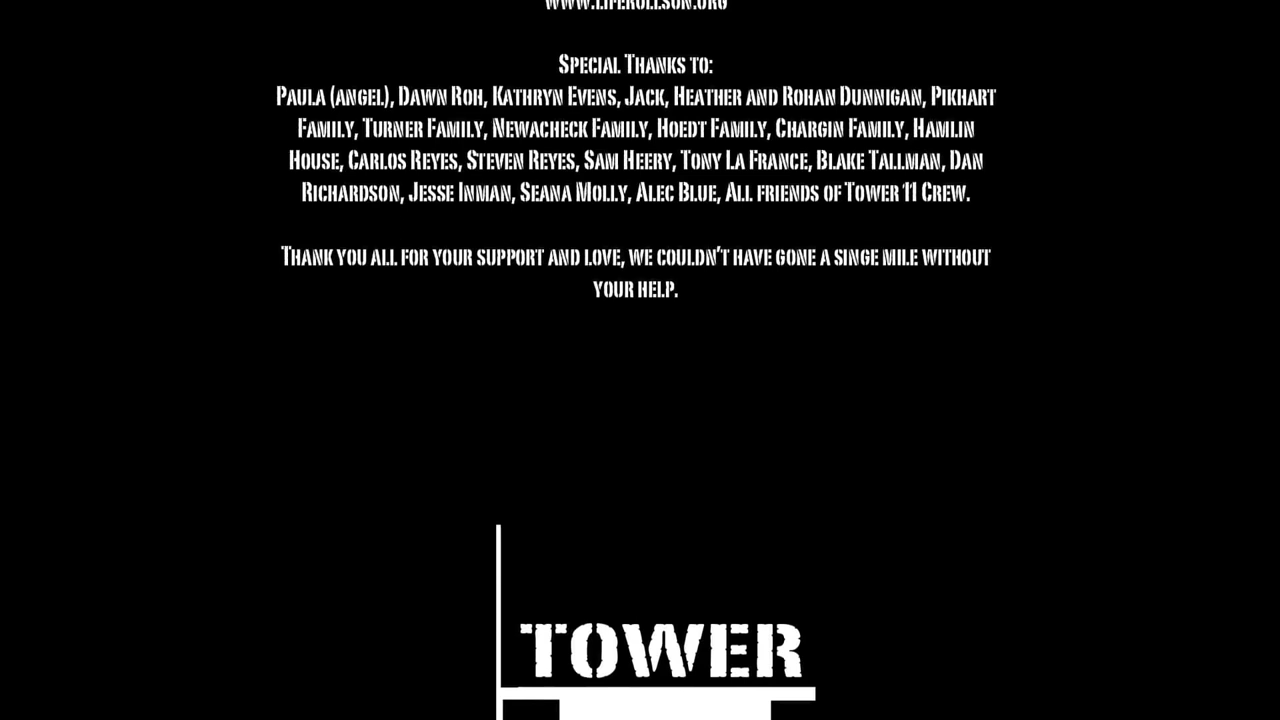 www.liferollson.org
Special Thanks to:
Paula (angel), Dawn Roh, Kathryn Evens, Jack, Heather and Rohan Dunnigan, Pikhart
Family, Turner Family, Newacheck Family, Hoedt Family, Chargin Family, Hamlin
House, Carlos Reyes, Steven Reyes, Sam Heery, Tony La France, Blake Tallman, Dan
Richardson, Jesse Inman, Seana Molly, Alec Blue, All friends of Tower 11 Crew.
Thank you all for your support and love, we couldn't have gone a singe mile without
your help.
TOWER